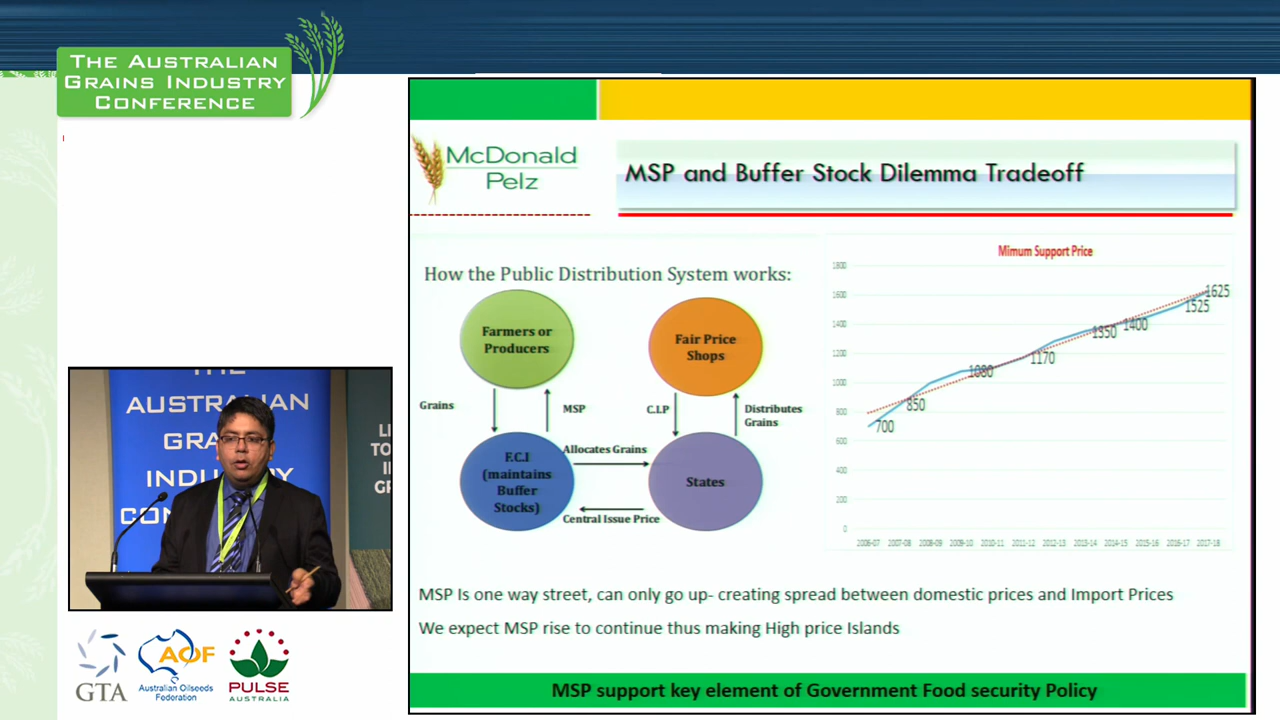 THE AUSTRALIAN
GRAINS INDUSTRY
CONFERENCE
McDonald
Pelz
MSP and Buffer Stock Dilemma Tradeoff
How the Public Distribution System works:
Farmers or
Producers
Fair Price
Shops
Grains
MSP
C.I.P
Distributes
Grains
Allocates Grains
F.C.I
(maintains
Buffer
Stocks)
States
Central Issue Price
Mimum Support Price
1800
1600
1400
1200
1000
800
600
400
200
0
700
850
1080
1170
1350
1400
1525
1625
2006-07 2007-08 2008-09 2009-10 2010-11 2011-12 2012-13 2013-14 2014-15 2015-16 2016-17 2017-18
MSP Is one way street, can only go up- creating spread between domestic prices and Import Prices
We expect MSP rise to continue thus making High price Islands
MSP support key element of Government Food security Policy
THE
AUSTRALIAN
GRA
INDU
CON
LE
TO
IN
GR
GTA
AOF
Australian Oilseeds
Federation
PULSE
AUSTRALIA